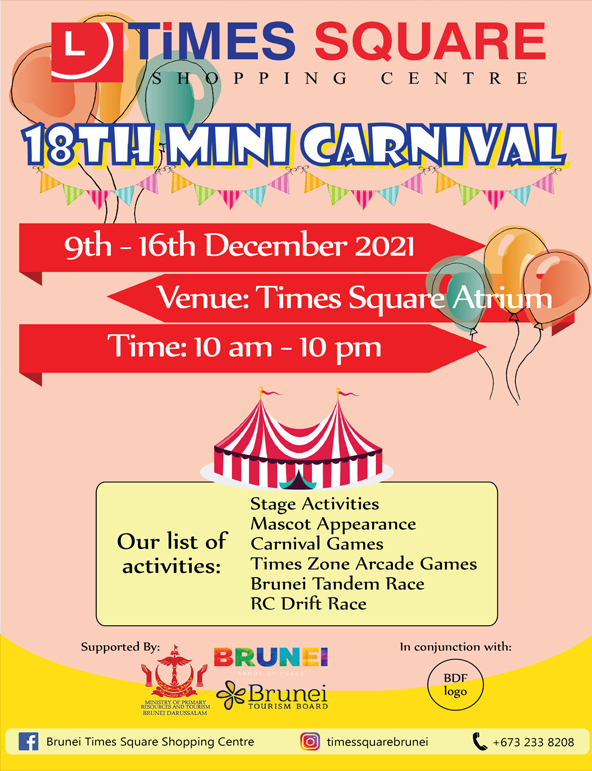 L
TiMES SQUARE
SHOPPING CENTRE
18TH MINI CARNIVAL
9th - 16th December 2021
Venue: Times Square Atrium
Time: 10 am - 10 pm
Our list of
activities:
Stage Activities
Mascot Appearance
Carnival Games
Times Zone Arcade Games
Brunei Tandem Race
RC Drift Race
Supported By:
MINISTRY OF PRIMARY
RESOURCES AND TOURISM
BRUNEI DARUSSALAM
BRUNEI
ABODE OF PEACE
Brunei
TOURISM BOARD
In conjunction with:
BDF
logo
Brunei Times Square Shopping Centre
timessquarebrunei
+673 233 8208